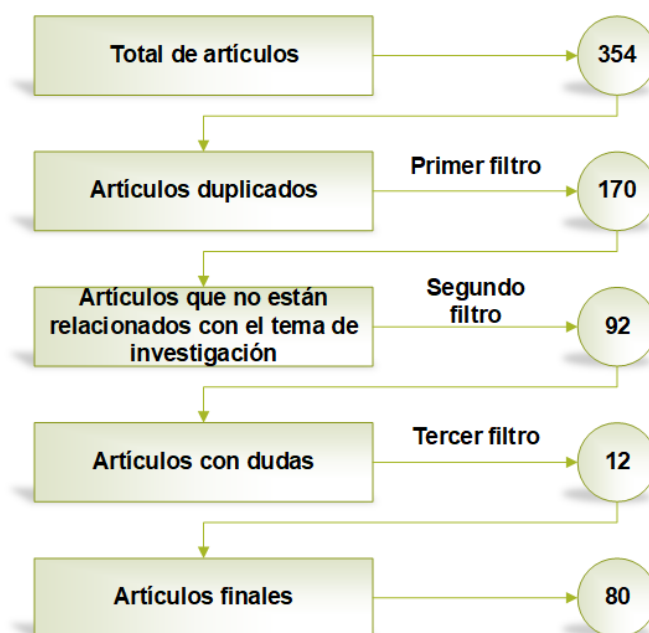 Total de artículos
354
Artículos duplicados
Primer filtro
170
Artículos que no están
relacionados con el tema de
investigación
Segundo
filtro
92
Artículos con dudas
Tercer filtro
12
Artículos finales
80